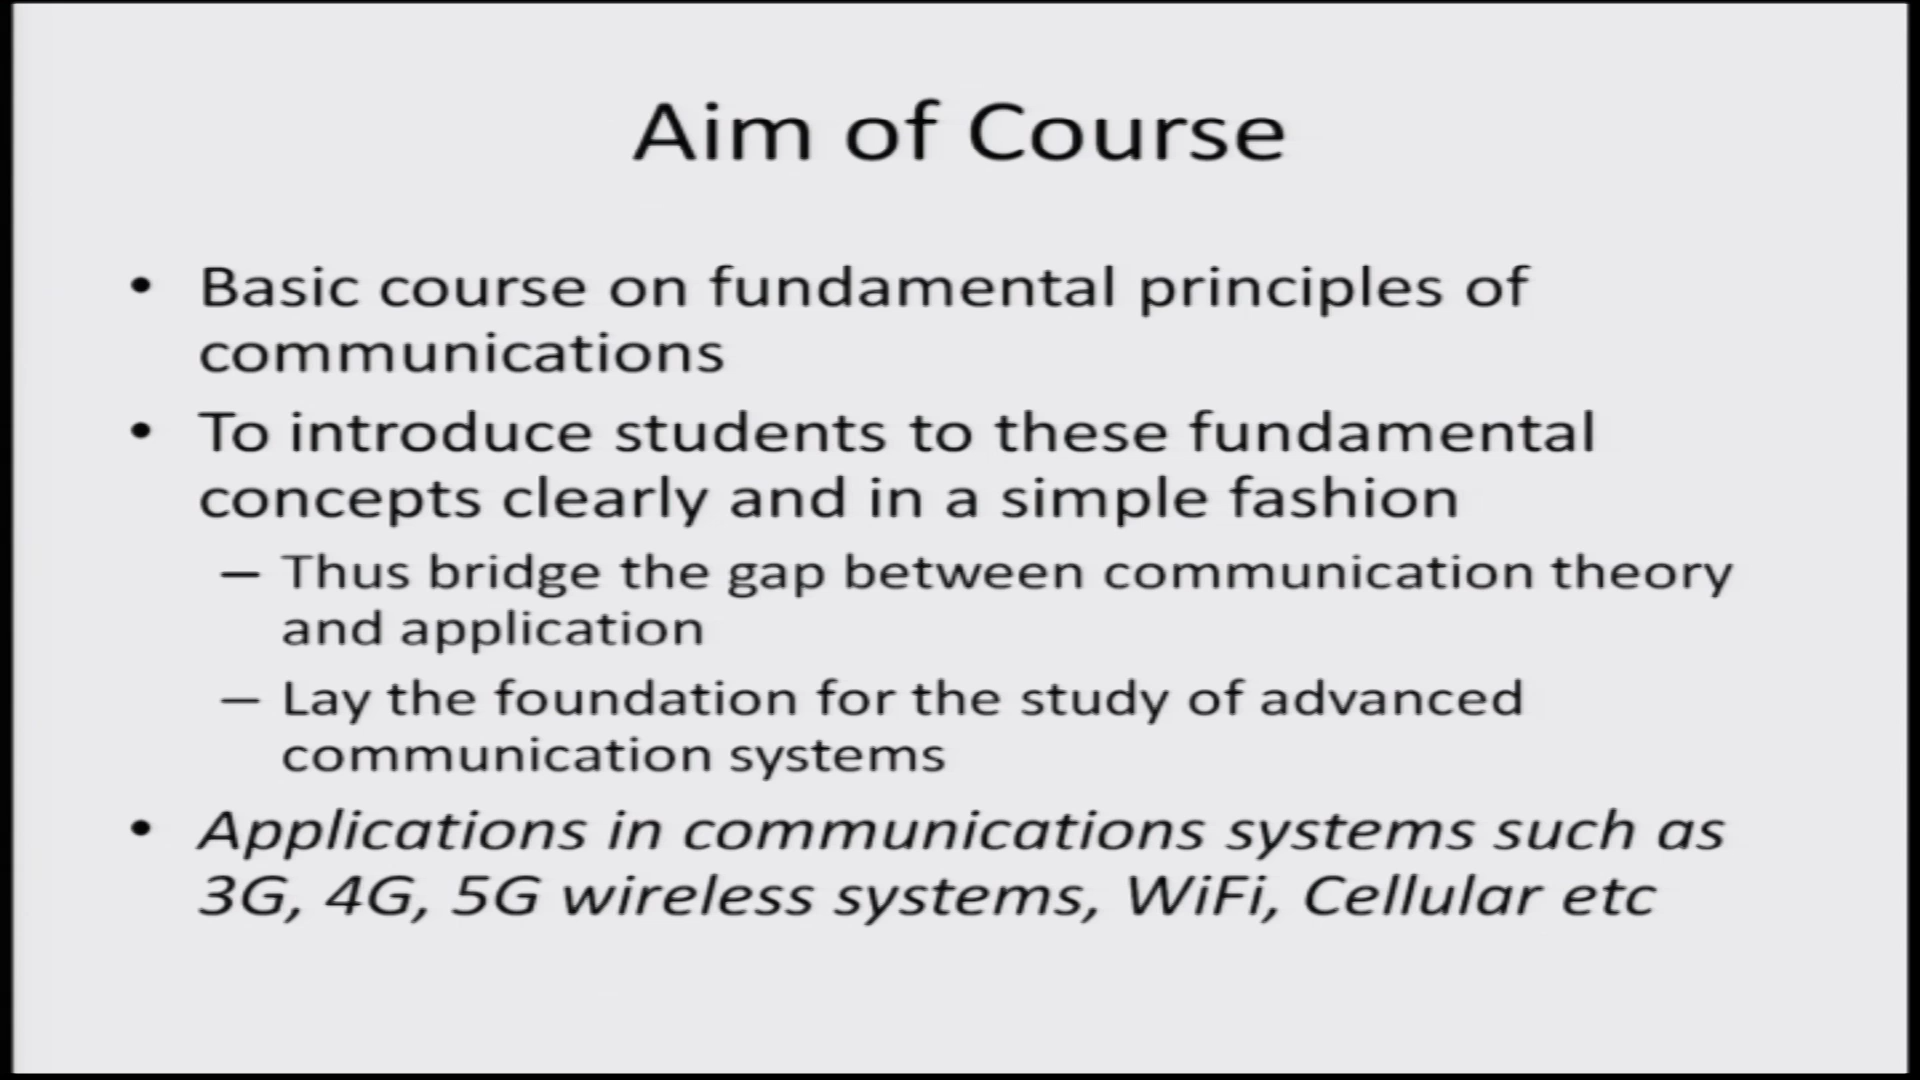 Aim of Course
• Basic course on fundamental principles of
communications
• To introduce students to these fundamental
concepts clearly and in a simple fashion
– Thus bridge the gap between communication theory
and application
– Lay the foundation for the study of advanced
communication systems
• Applications in communications systems such as
3G, 4G, 5G wireless systems, WiFi, Cellular etc